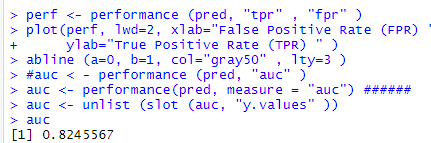 > perf <- performance (pred, "tpr" , "fpr" )
> plot(perf, lwd=2, xlab="False Positive Rate (FPR) "
+      ylab="True Positive Rate (TPR) " )
> abline (a=0, b=1, col="gray50" , lty=3 )
> #auc < - performance (pred, "auc" )
> auc <- performance(pred, measure = "auc") ######
> auc <- unlist (slot (auc, "y.values" ))
> auc
[1] 0.8245567